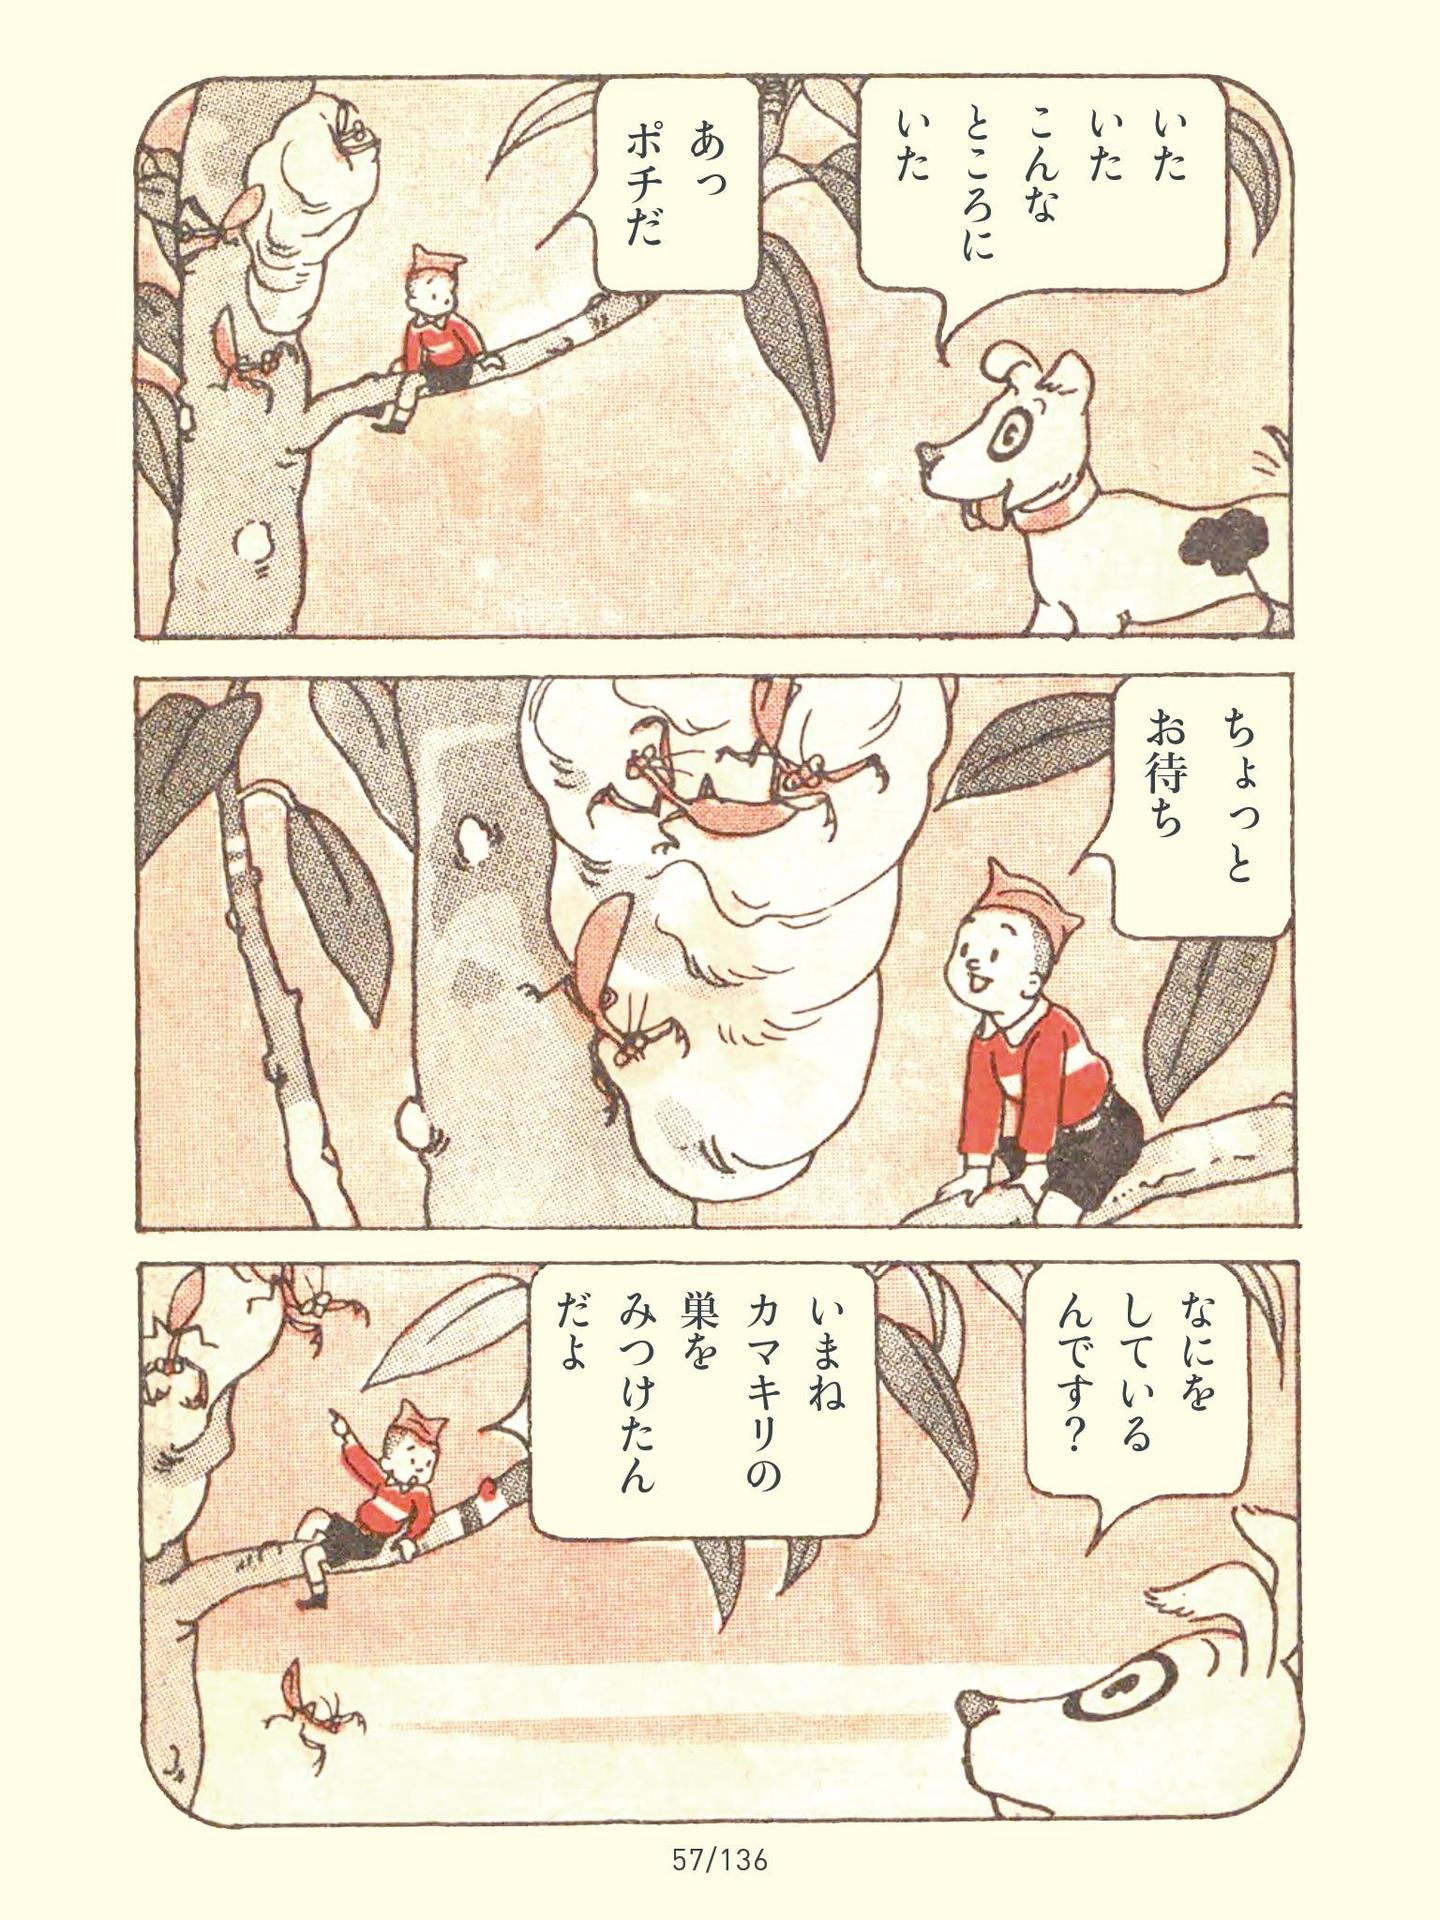 いた
いた
こんな
ところに
いた
あっ
ポチだ
ちょっと
お待ち
なにを
している
んです？
いまね
カマキリの
巣を
みつけたん
だよ
57/136